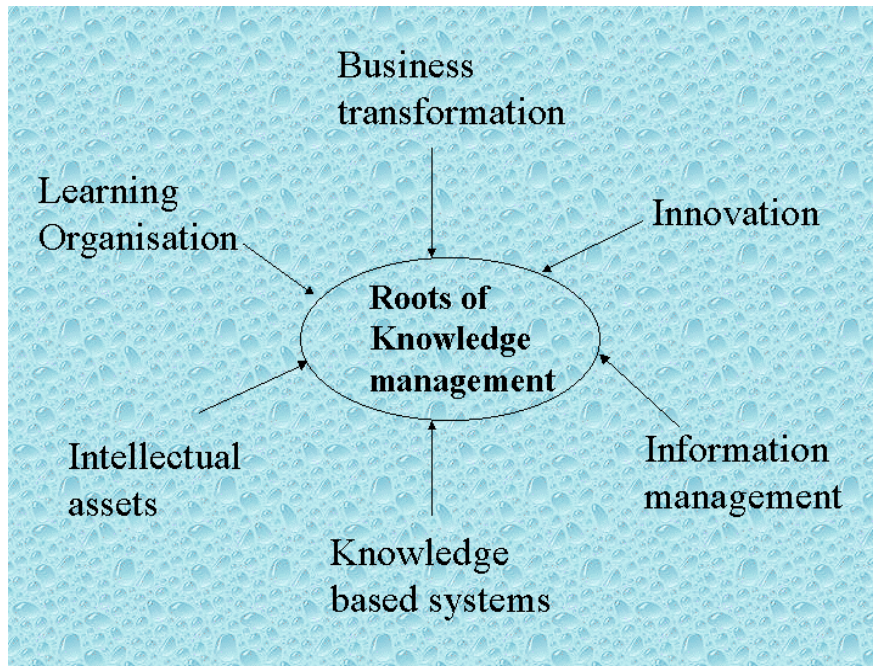 Business
transformation
Learning
Organisation
Innovation
Roots of
Knowledge
management
Intellectual
assets
Information
management
Knowledge
based systems